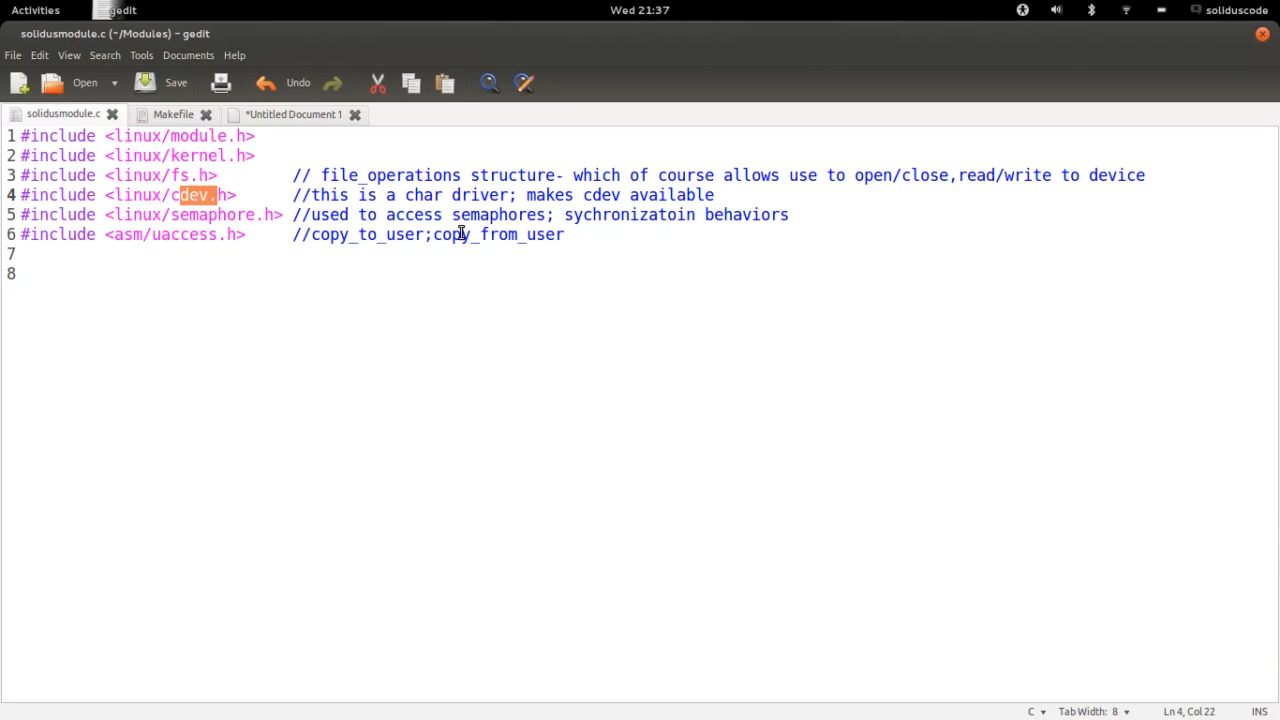 Activities gedit Wed 21:37 soliduscode
solidusmodule.c (~/Modules) - gedit
File Edit View Search Tools Documents Help
Open Save Undo
solidusmodule.c Makefile *Untitled Document 1
1 #include <linux/module.h>
2 #include <linux/kernel.h>
3 #include <linux/fs.h> // file_operations structure- which of course allows use to open/close,read/write to device
4 #include <linux/cdev.h> //this is a char driver; makes cdev available
5 #include <linux/semaphore.h> //used to access semaphores; sychronizatoin behaviors
6 #include <asm/uaccess.h> //copy_to_user;copy_from_user
7
8
C Tab Width: 8 Ln 4, Col 22 INS